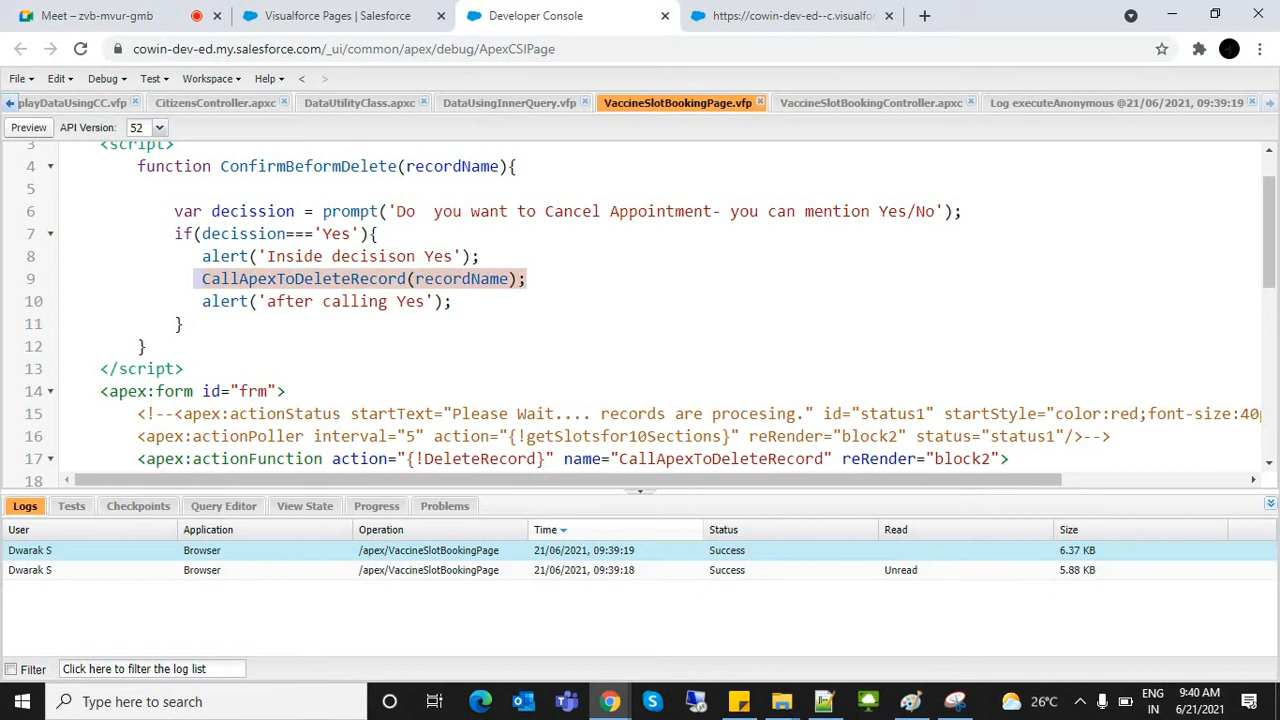 Meet – zvb-mvur-gmb
Visualforce Pages | Salesforce
Developer Console
https://cowin-dev-ed--c.visualfor
cowin-dev-ed.my.salesforce.com/_ui/common/apex/debug/ApexCSIPage
File Edit Debug Test Workspace Help < >
playDataUsingCC.vfp CitizensController.apxc DataUtilityClass.apxc DataUsingInnerQuery.vfp VaccineSlotBookingPage.vfp VaccineSlotBookingController.apxc Log executeAnonymous @21/06/2021, 09:39:19
Preview API Version: 52
3 <script>
4 function ConfirmBeformDelete(recordName){
5
6 var decission = prompt('Do  you want to Cancel Appointment- you can mention Yes/No');
7 if(decission==='Yes'){
8 alert('Inside decisison Yes');
9 CallApexToDeleteRecord(recordName);
10 alert('after calling Yes');
11 }
12 }
13 </script>
14 <apex:form id="frm">
15 <!--<apex:actionStatus startText="Please Wait.... records are procesing." id="status1" startStyle="color:red;font-size:40p
16 <apex:actionPoller interval="5" action="{!getSlotsfor10Sections}" reRender="block2" status="status1"/>-->
17 <apex:actionFunction action="{!DeleteRecord}" name="CallApexToDeleteRecord" reRender="block2">
18
Logs Tests Checkpoints Query Editor View State Progress Problems
User Application Operation Time Status Read Size
Dwarak S Browser /apex/VaccineSlotBookingPage 21/06/2021, 09:39:19 Success 6.37 KB
Dwarak S Browser /apex/VaccineSlotBookingPage 21/06/2021, 09:39:18 Success Unread 5.88 KB
Filter Click here to filter the log list
Type here to search
26°C
ENG
IN
9:40 AM
6/21/2021